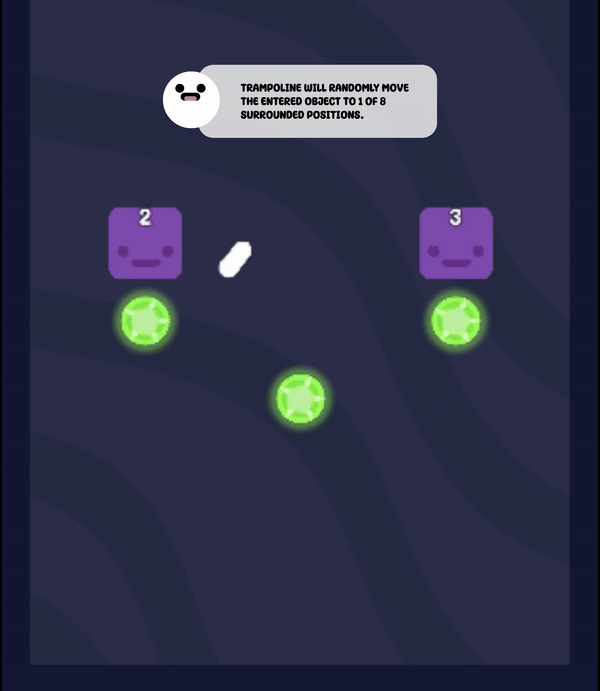 TRAMPOLINE WILL RANDOMLY MOVE
THE ENTERED OBJECT TO 1 OF 8
SURROUNDED POSITIONS.
2
3